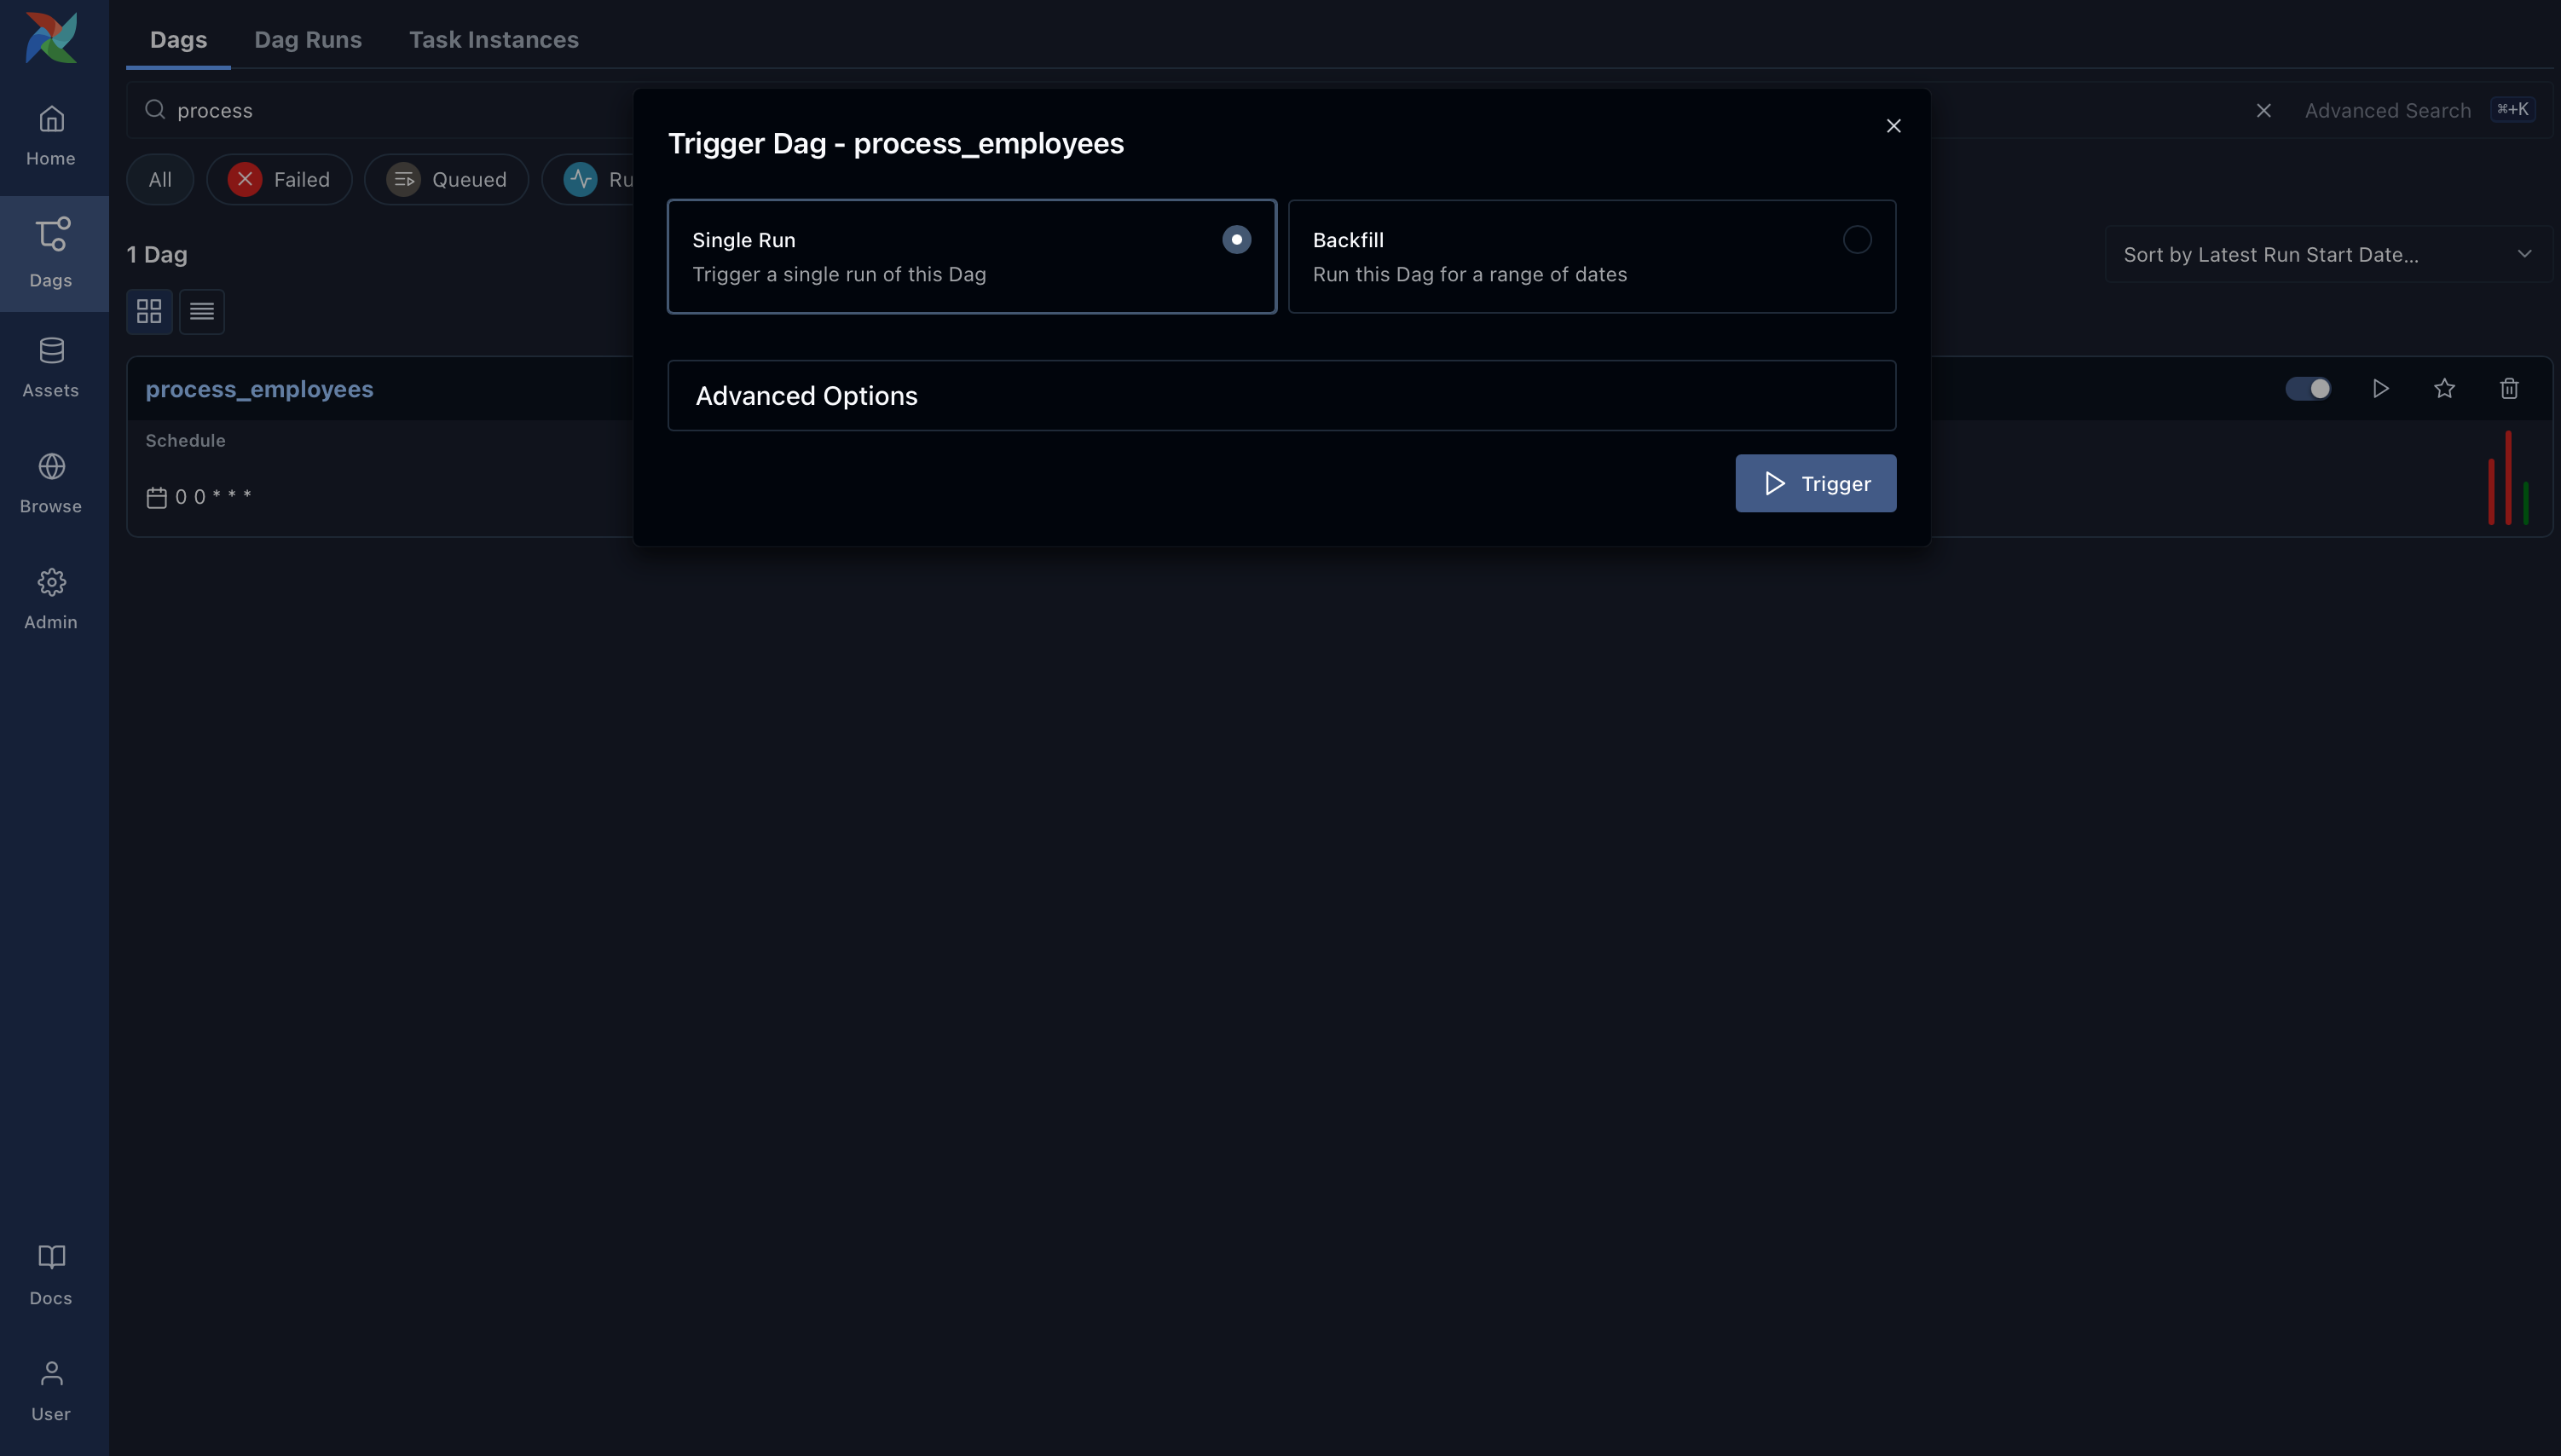 Dags
Dag Runs
Task Instances
process
Advanced Search
⌘+K
All
Failed
Queued
Ru
1 Dag
Sort by Latest Run Start Date...
process_employees
Schedule
0 0 * * *
Trigger Dag - process_employees
Single Run
Trigger a single run of this Dag
Backfill
Run this Dag for a range of dates
Advanced Options
Trigger
Home
Dags
Assets
Browse
Admin
Docs
User